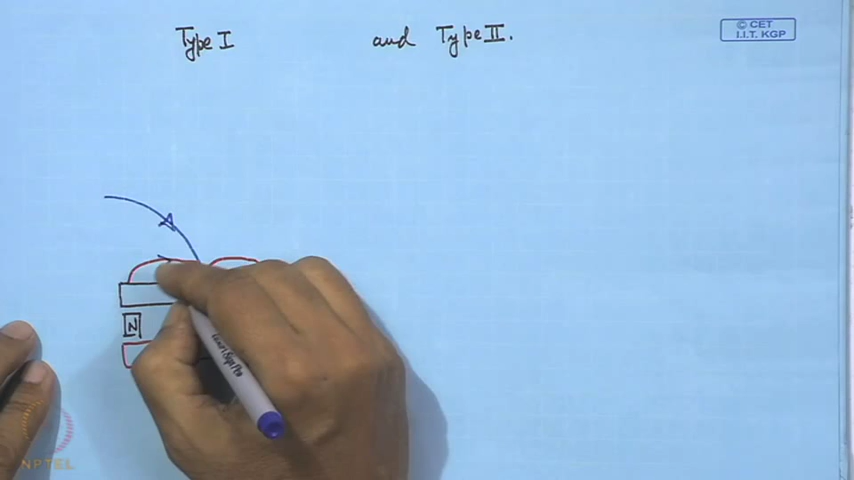 Type I and Type II.
© CET
I.I.T. KGP
N
NPTEL